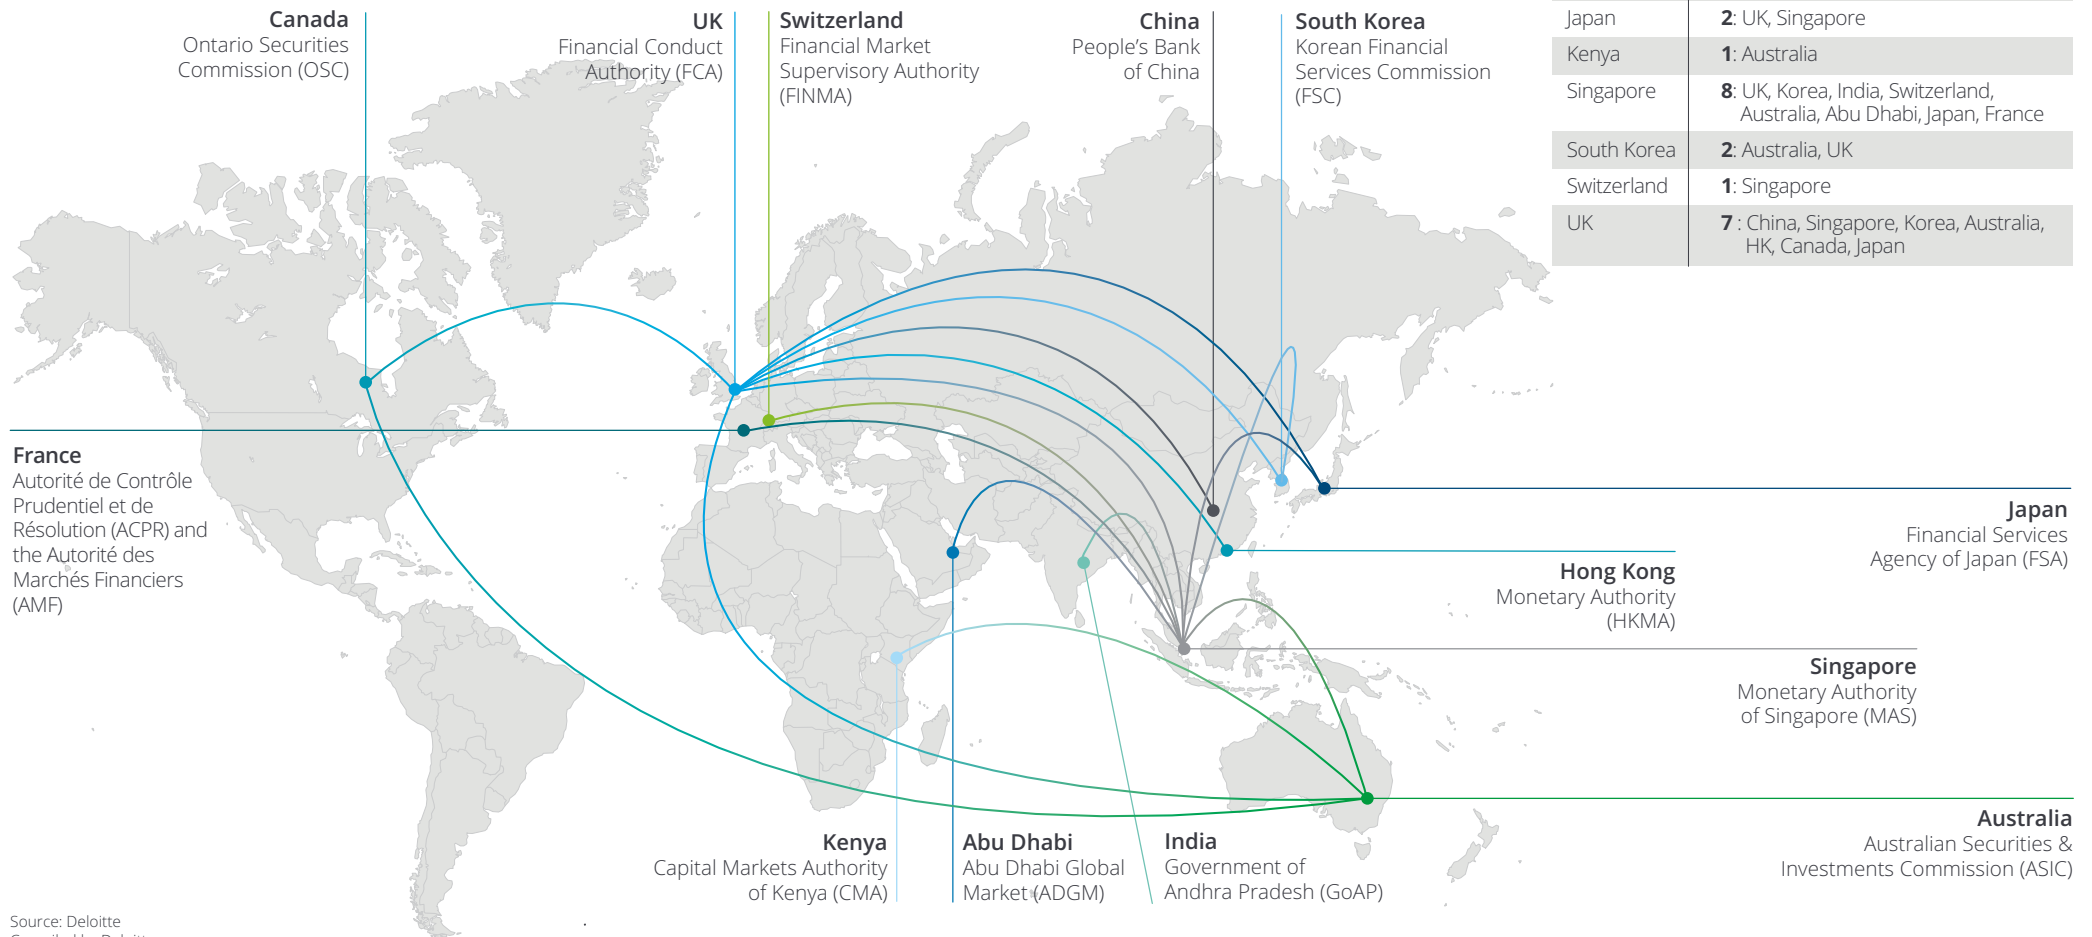 Canada
Ontario Securities
Commission (OSC)
UK
Financial Conduct
Authority (FCA)
Switzerland
Financial Market
Supervisory Authority
(FINMA)
China
People's Bank
of China
South Korea
Korean Financial
Services Commission
(FSC)
Japan 2: UK, Singapore
Kenya 1: Australia
Singapore 8: UK, Korea, India, Switzerland,
Australia, Abu Dhabi, Japan, France
South Korea 2: Australia, UK
Switzerland 1: Singapore
UK 7 : China, Singapore, Korea, Australia,
HK, Canada, Japan
France
Autorité de Contrôle
Prudentiel et de
Résolution (ACPR) and
the Autorité des
Marchés Financiers
(AMF)
Japan
Financial Services
Agency of Japan (FSA)
Hong Kong
Monetary Authority
(HKMA)
Singapore
Monetary Authority
of Singapore (MAS)
Australia
Australian Securities &
Investments Commission (ASIC)
Kenya
Capital Markets Authority
of Kenya (CMA)
Abu Dhabi
Abu Dhabi Global
Market (ADGM)
India
Government of
Andhra Pradesh (GoAP)
Source: Deloitte